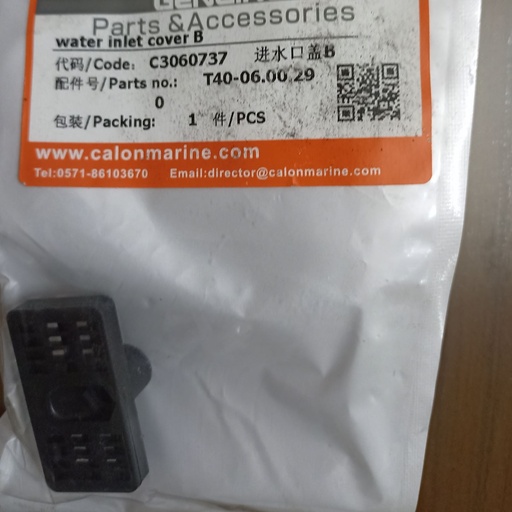 Parts &Accessories
water inlet cover B
代码/Code: C3060737 进水口盖B
配件号/Parts no.: T40-06.00.29
0
包装/Packing: 1 件/PCS
www.calonmarine.com
Tel:0571-86103670 Email:director@calonmarine.com